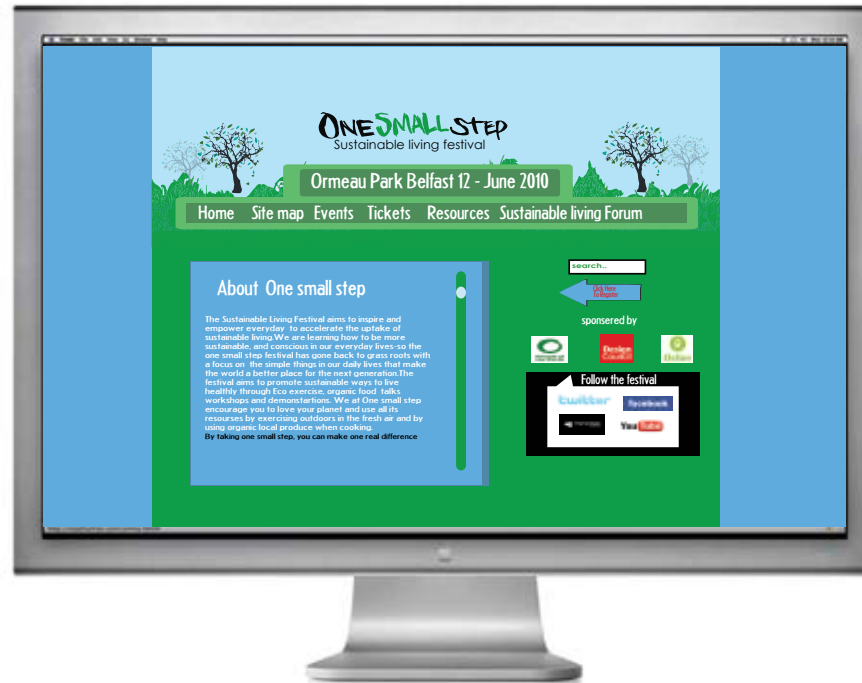 ONE SMALL STEP
Sustainable living festival
Ormeau Park Belfast 12 - June 2010
Home Site map Events Tickets Resources Sustainable living Forum
About One small step
The Sustainable Living Festival aims to inspire and
empower everyday to accelerate the uptake of
sustainable living.We are learning how to be more
sustainable, and conscious in our everyday lives-so the
one small step festival has gone back to grass roots with
a focus on the simple things in our daily lives that make
the world a better place for the next generation.The
festival aims to promote sustainable ways to live
healthly through Eco exercise, organic food talks
workshops and demonstartions. We at One small step
encourage you to love your planet and use all its
resourses by exercising outdoors in the fresh air and by
using organic local produce when cooking.
By taking one small step, you can make one real difference
search..
Click Here
To Register
sponsered by
Design
Council
Oxfam
Follow the festival
twitter
facebook
YouTube